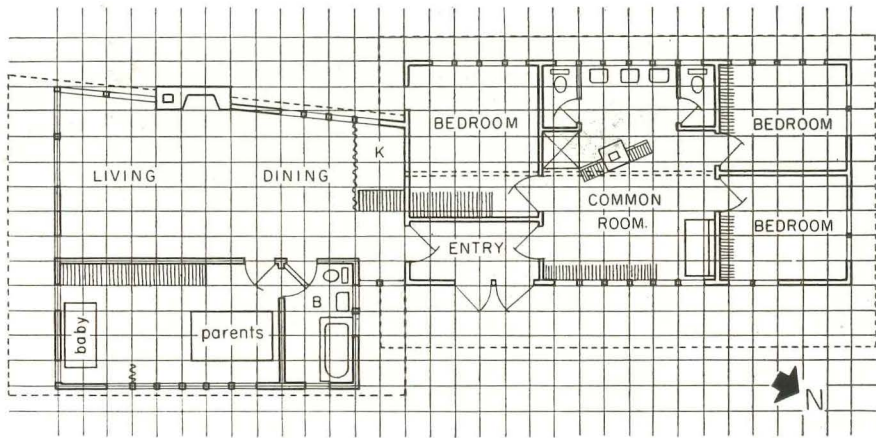 BEDROOM
BEDROOM
K
LIVING
DINING
COMMON
ROOM.
BEDROOM
ENTRY
B
baby
parents
N